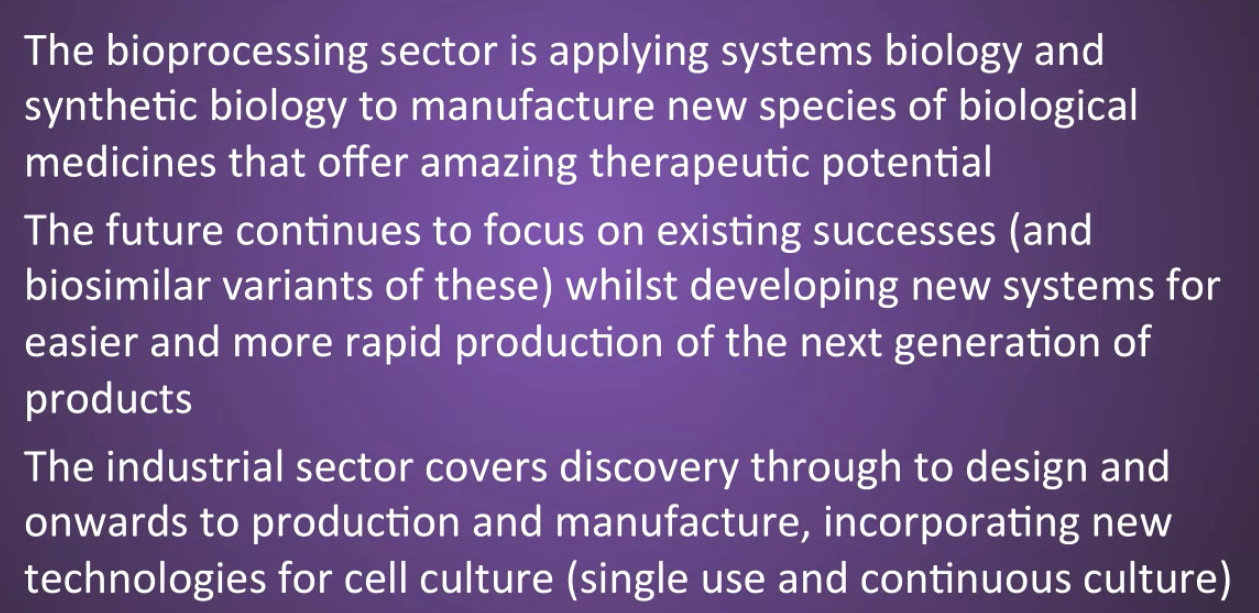 The bioprocessing sector is applying systems biology and
synthetic biology to manufacture new species of biological
medicines that offer amazing therapeutic potential
The future continues to focus on existing successes (and
biosimilar variants of these) whilst developing new systems for
easier and more rapid production of the next generation of
products
The industrial sector covers discovery through to design and
onwards to production and manufacture, incorporating new
technologies for cell culture (single use and continuous culture)